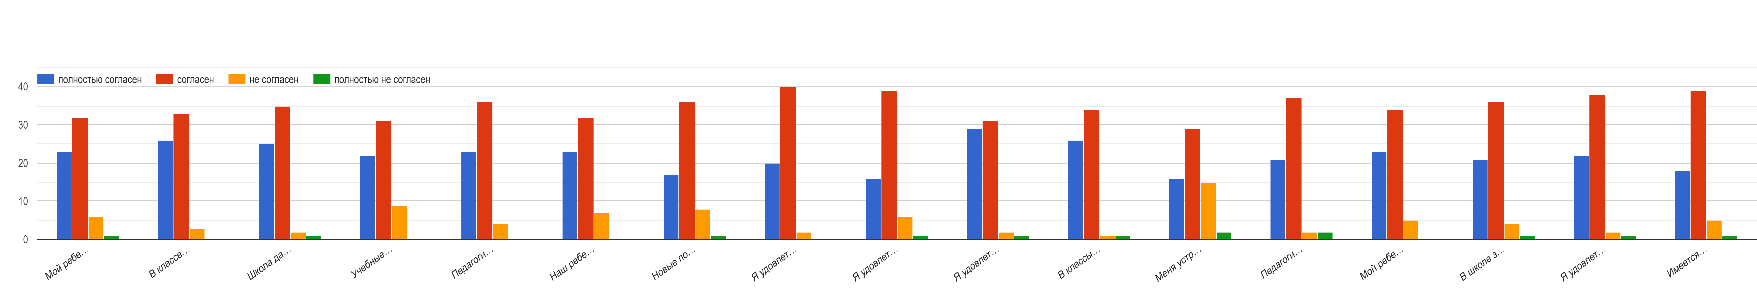 полностью согласен согласен не согласен полностью не согласен
40
30
20
10
0
Мой ребе...
В классе...
Школа да...
Учебные...
Педагоги...
Наш ребе...
Новые по...
Я удовлет...
Я удовлет...
Я удовлет...
В классы...
Меня устр...
Педагоги...
Мой ребе...
В школе з...
Я удовлет...
Имеется...